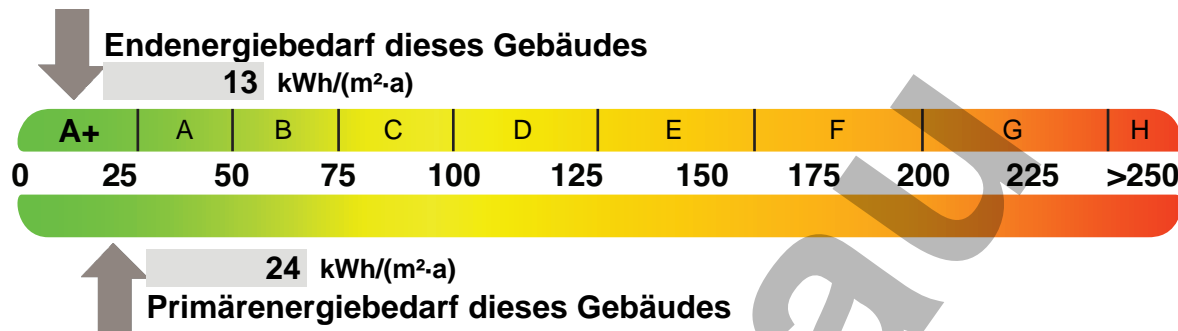 Endenergiebedarf dieses Gebäudes
13 kWh/(m²·a)
A+ A B C D E F G H
0 25 50 75 100 125 150 175 200 225 >250
24 kWh/(m²·a)
Primärenergiebedarf dieses Gebäudes
au